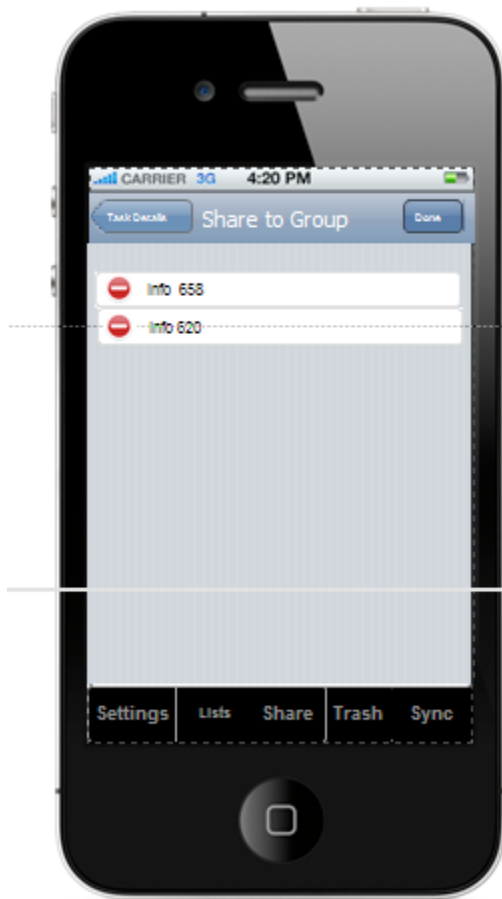 CARRIER 3G 4:20 PM
Task Details Share to Group Done
Info 658
Info 620
Settings Lists Share Trash Sync